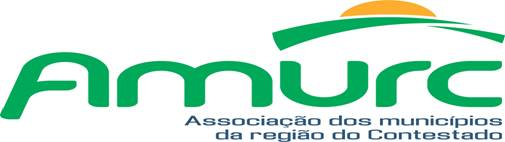 Amurc
Associação dos municípios
da região do Contestado